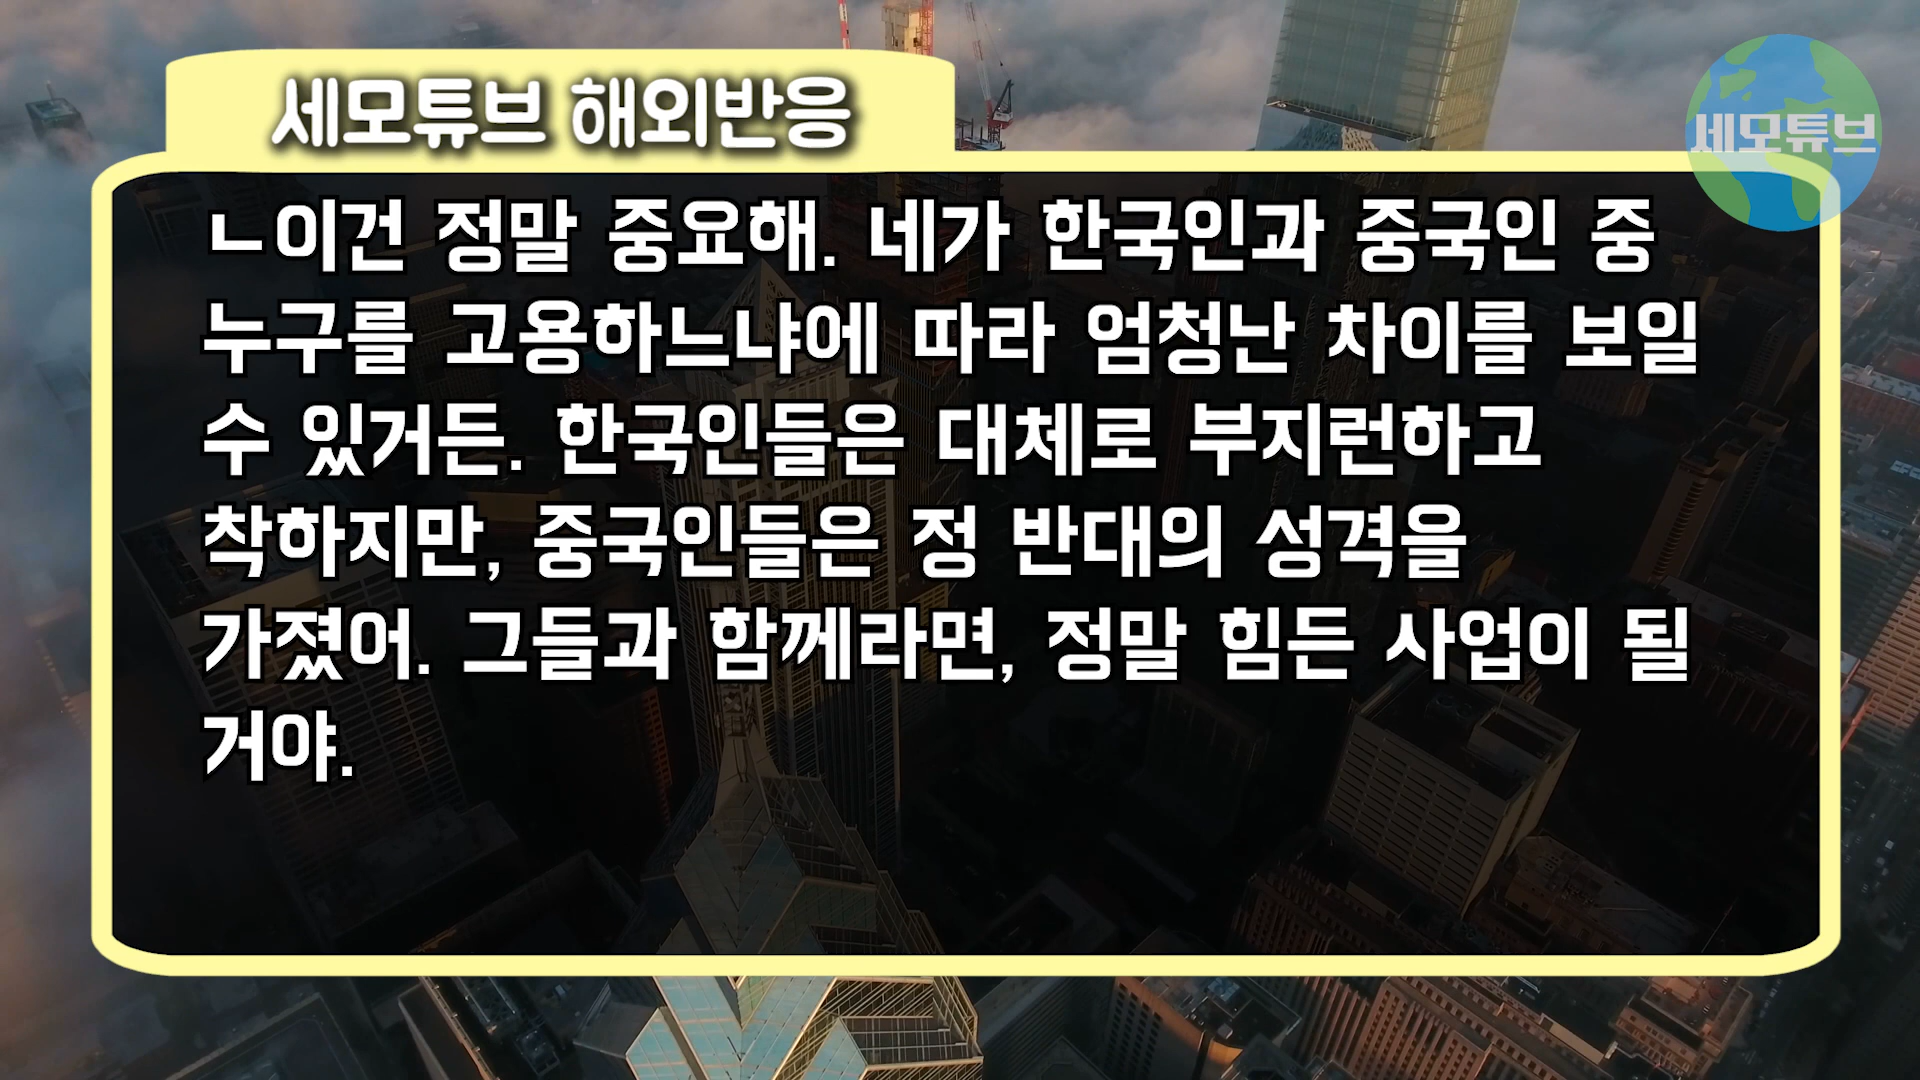 세모튜브 해외반응
세모튜브
ㄴ이건 정말 중요해. 네가 한국인과 중국인 중
누구를 고용하느냐에 따라 엄청난 차이를 보일
수 있거든. 한국인들은 대체로 부지런하고
착하지만, 중국인들은 정 반대의 성격을
가졌어. 그들과 함께라면, 정말 힘든 사업이 될
거야.